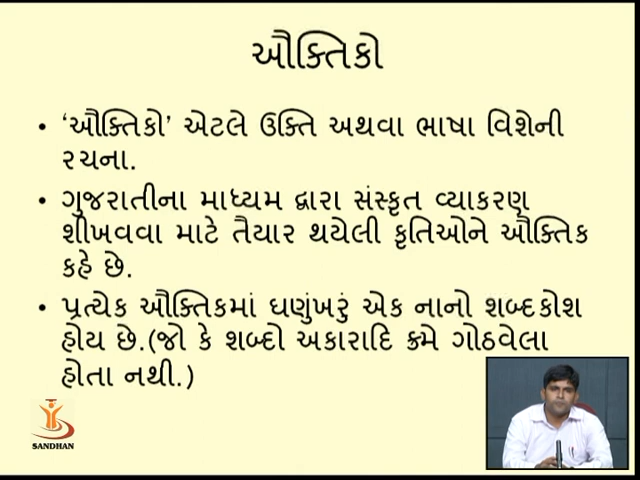 ઔક્તિકો
• ‘ઔક્તિકો’ એટલે ઉક્તિ અથવા ભાષા વિશેની
રચના.
• ગુજરાતીના માધ્યમ દ્વારા સંસ્કૃત વ્યાકરણ
શીખવવા માટે તૈયાર થયેલી કૃતિઓને ઔક્તિક
કહે છે.
• પ્રત્યેક ઔક્તિકમાં ઘણુંખરું એક નાનો શબ્દકોશ
હોય છે.(જો કે શબ્દો અકારાદિ ક્રમે ગોઠવેલા
હોતા નથી.)
SANDHAN